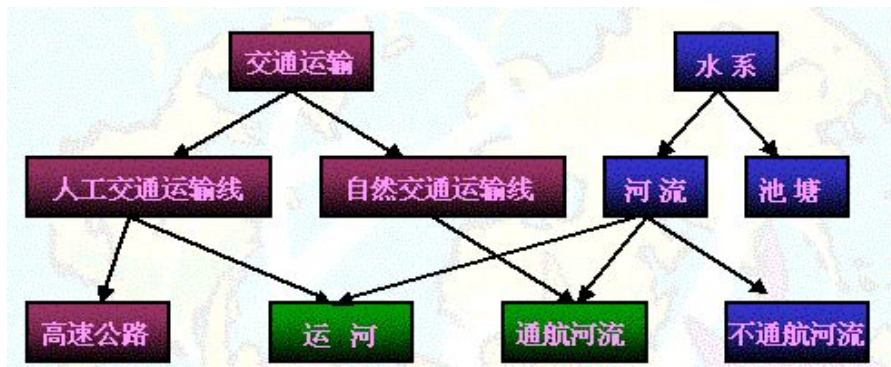 交通运输
水系
人工交通运输线
自然交通运输线
河流
池塘
高速公路
运河
通航河流
不通航河流